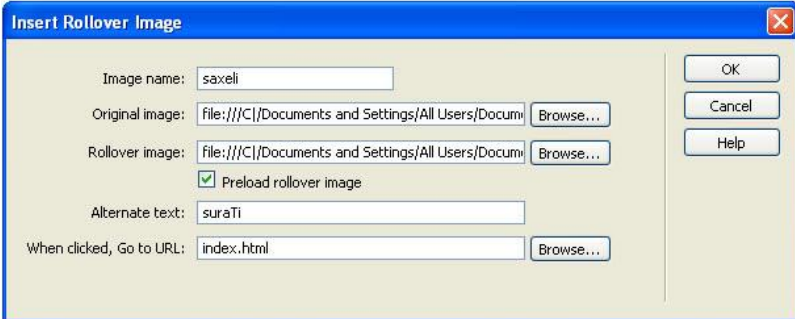 Insert Rollover Image
Image name: saxeli
OK
Original image: file:///C|/Documents and Settings/All Users/Docum Browse...
Cancel
Rollover image: file:///C|/Documents and Settings/All Users/Docum Browse...
Help
Preload rollover image
Alternate text: suraTi
When clicked, Go to URL: index.html Browse...